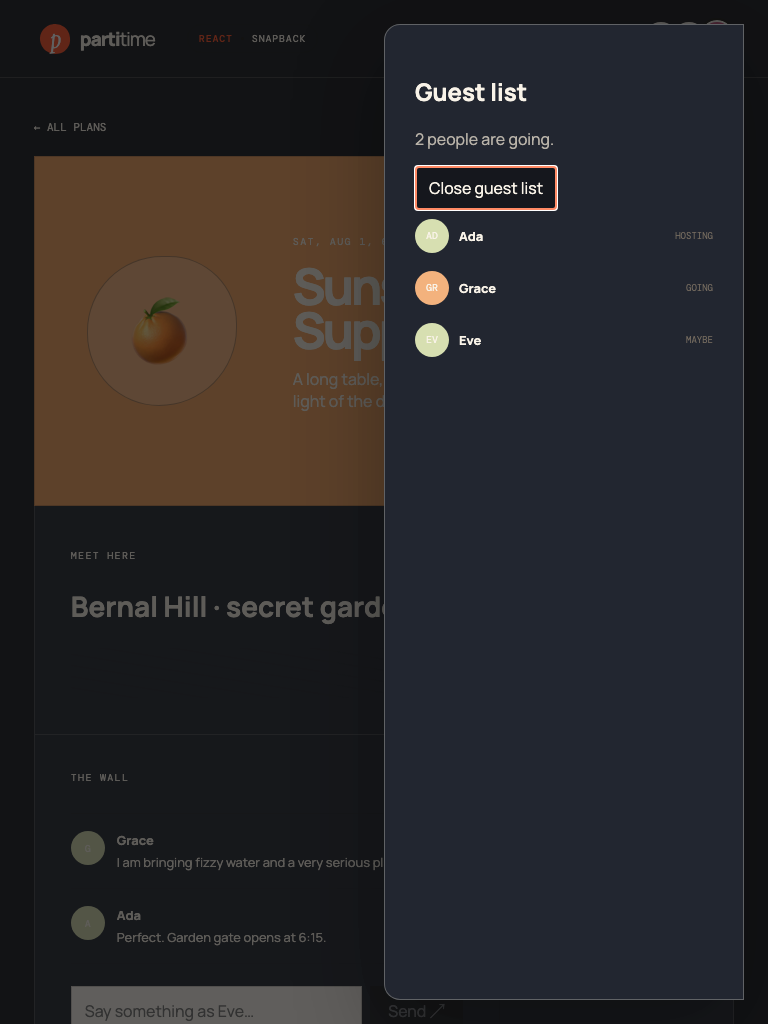 p partitime
REACT SNAPBACK
← ALL PLANS
SAT, AUG 1,
Suns
Supp
A long table,
light of the d
MEET HERE
Bernal Hill · secret garde
THE WALL
Grace
I am bringing fizzy water and a very serious pl
Ada
Perfect. Garden gate opens at 6:15.
Say something as Eve…
Send ↗
Guest list
2 people are going.
Close guest list
AD Ada HOSTING
GR Grace GOING
EV Eve MAYBE